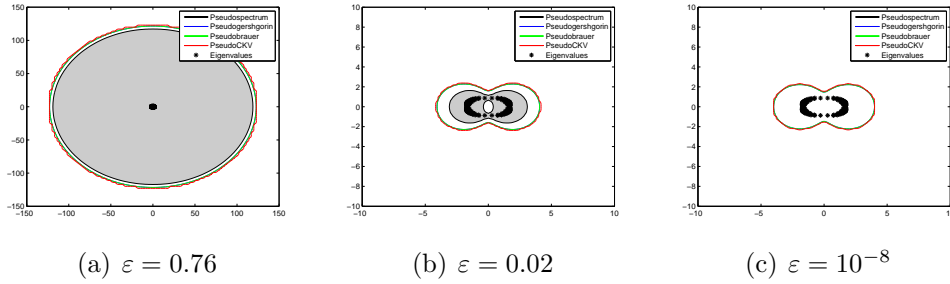 150
100
50
0
−50
−100
−150
−150 −100 −50 0 50 100 150
Pseudospectrum
Pseudogershgorin
Pseudobrauer
PseudoCKV
Eigenvalues
10
8
6
4
2
0
−2
−4
−6
−8
−10
−10 −5 0 5 10
Pseudospectrum
Pseudogershgorin
Pseudobrauer
PseudoCKV
Eigenvalues
10
8
6
4
2
0
−2
−4
−6
−8
−10
−10 −5 0 5 10
Pseudospectrum
Pseudogershgorin
Pseudobrauer
PseudoCKV
Eigenvalues
(a) ε = 0.76
(b) ε = 0.02
(c) ε = 10⁻⁸